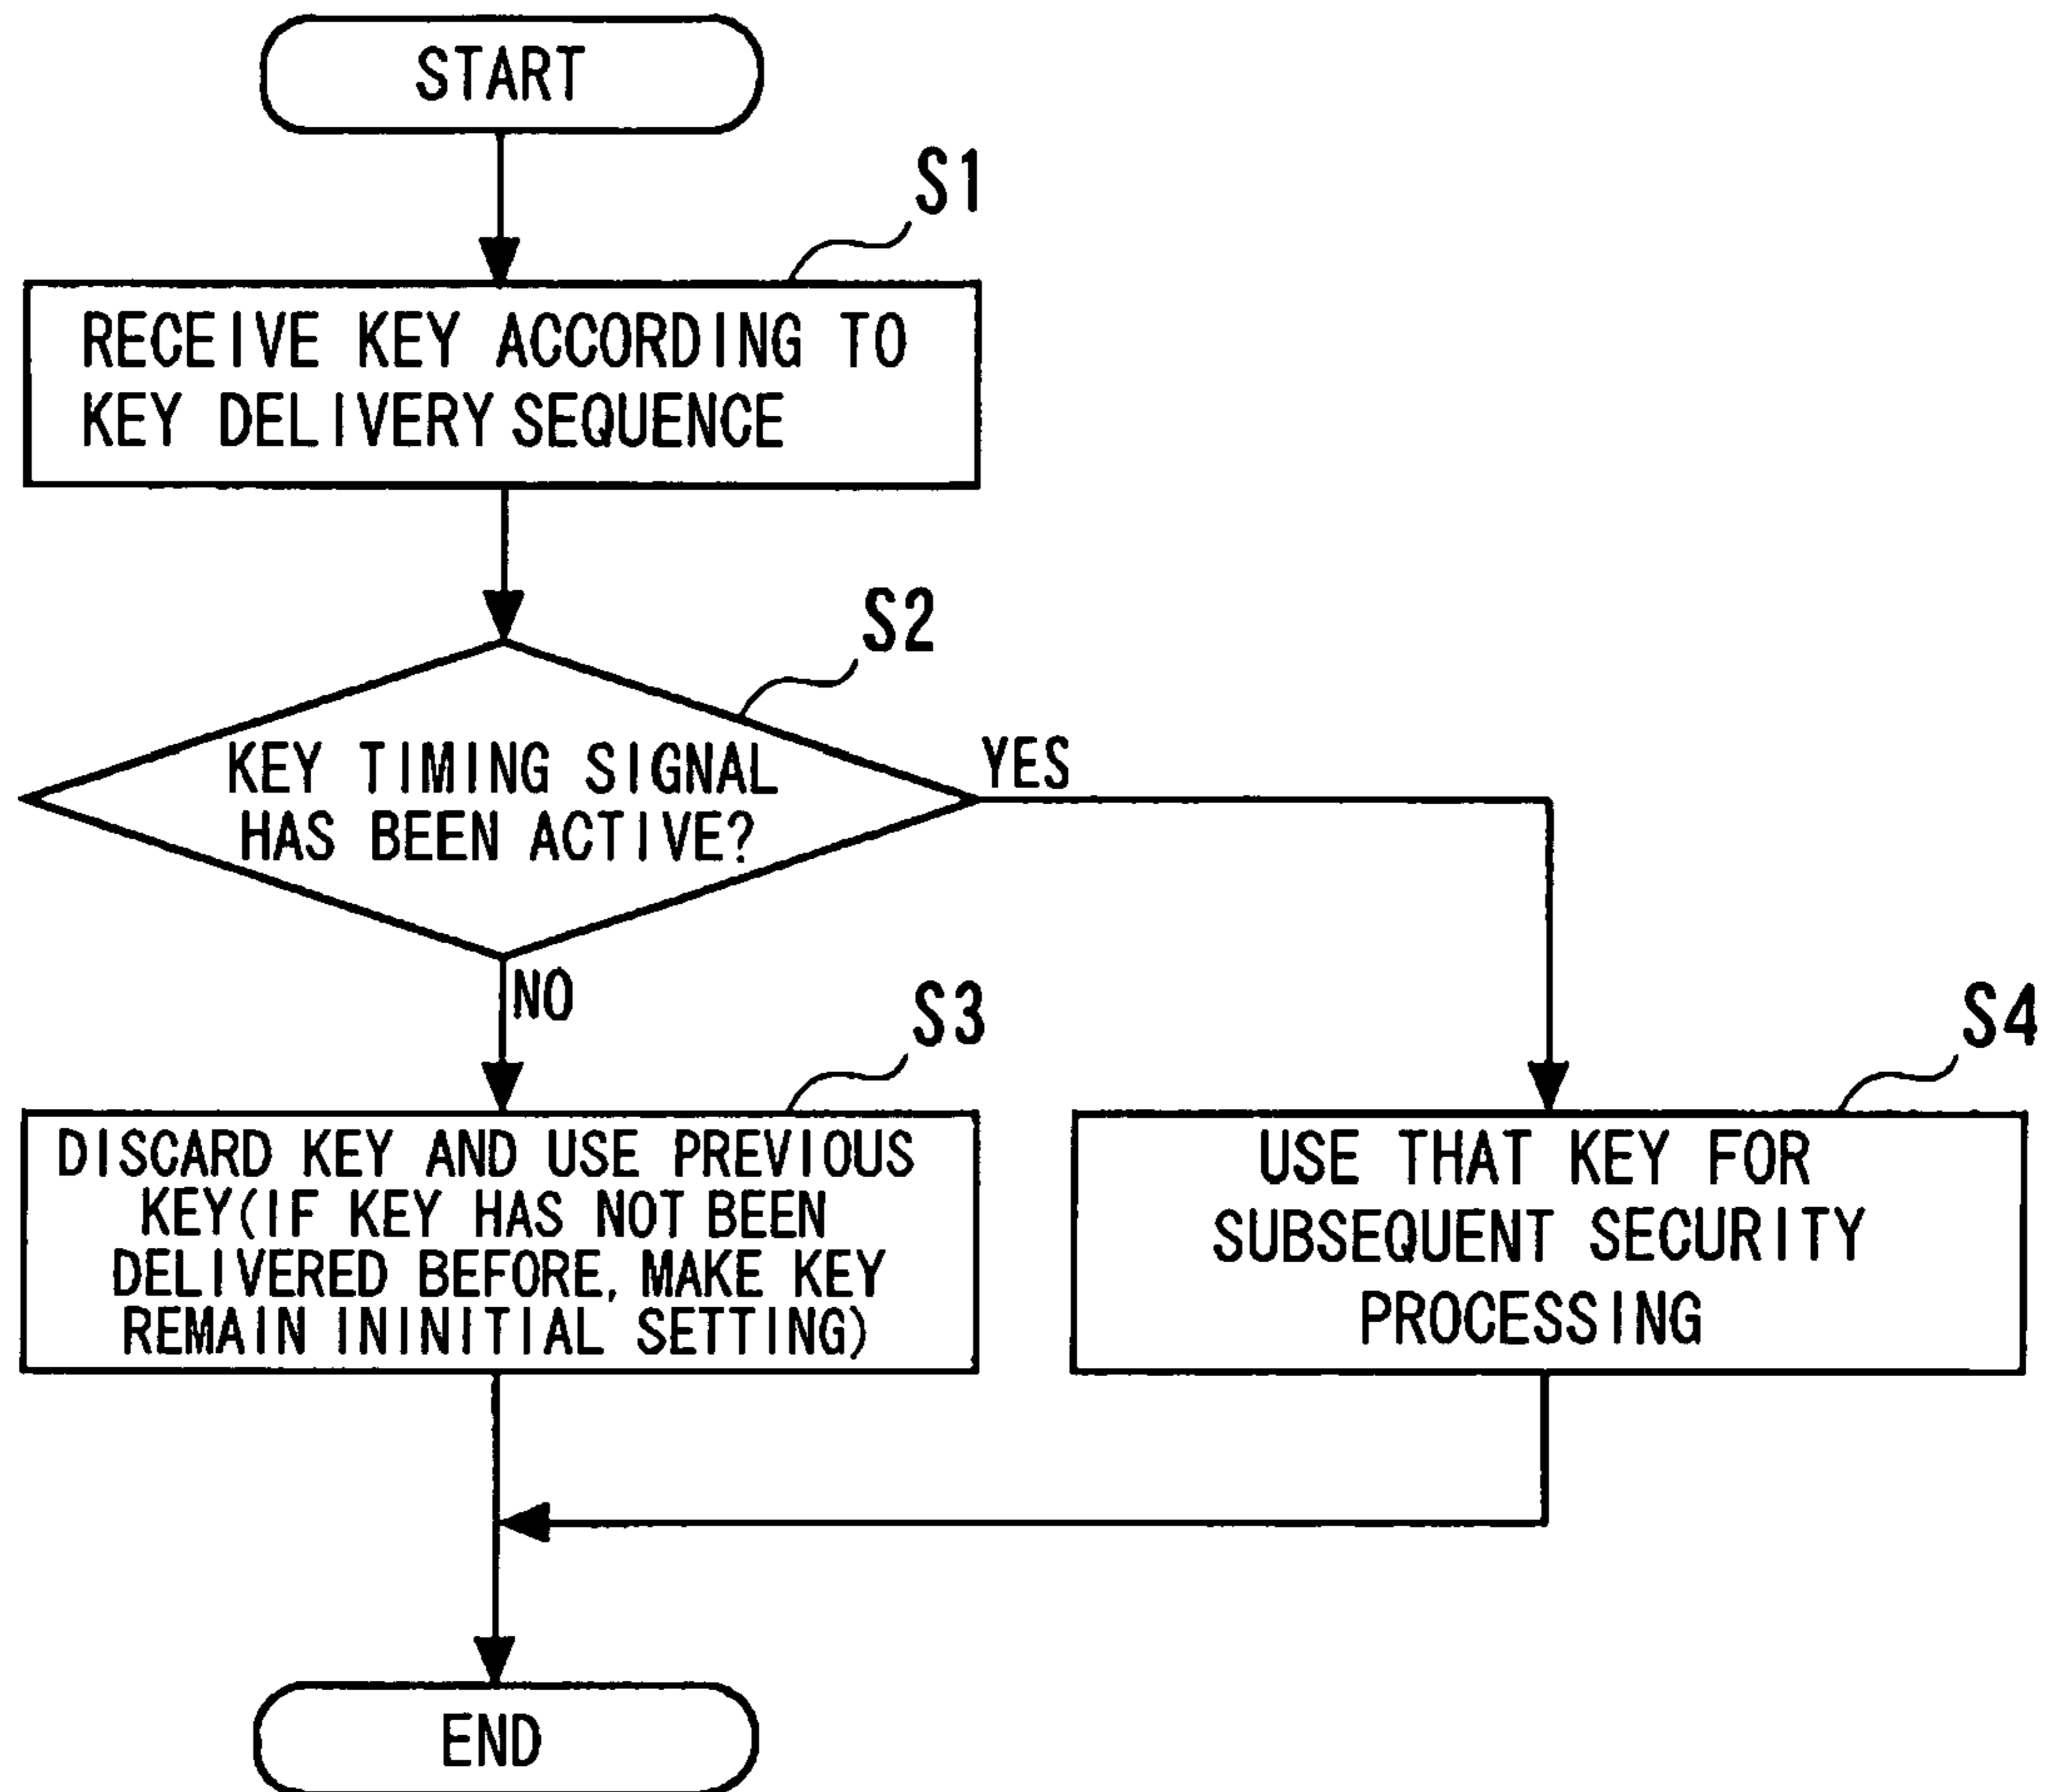 START
S1
RECEIVE KEY ACCORDING TO
KEY DELIVERY SEQUENCE
S2
KEY TIMING SIGNAL
HAS BEEN ACTIVE?
YES
NO
S3
DISCARD KEY AND USE PREVIOUS
KEY(IF KEY HAS NOT BEEN
DELIVERED BEFORE, MAKE KEY
REMAIN ININITIAL SETTING)
S4
USE THAT KEY FOR
SUBSEQUENT SECURITY
PROCESSING
END